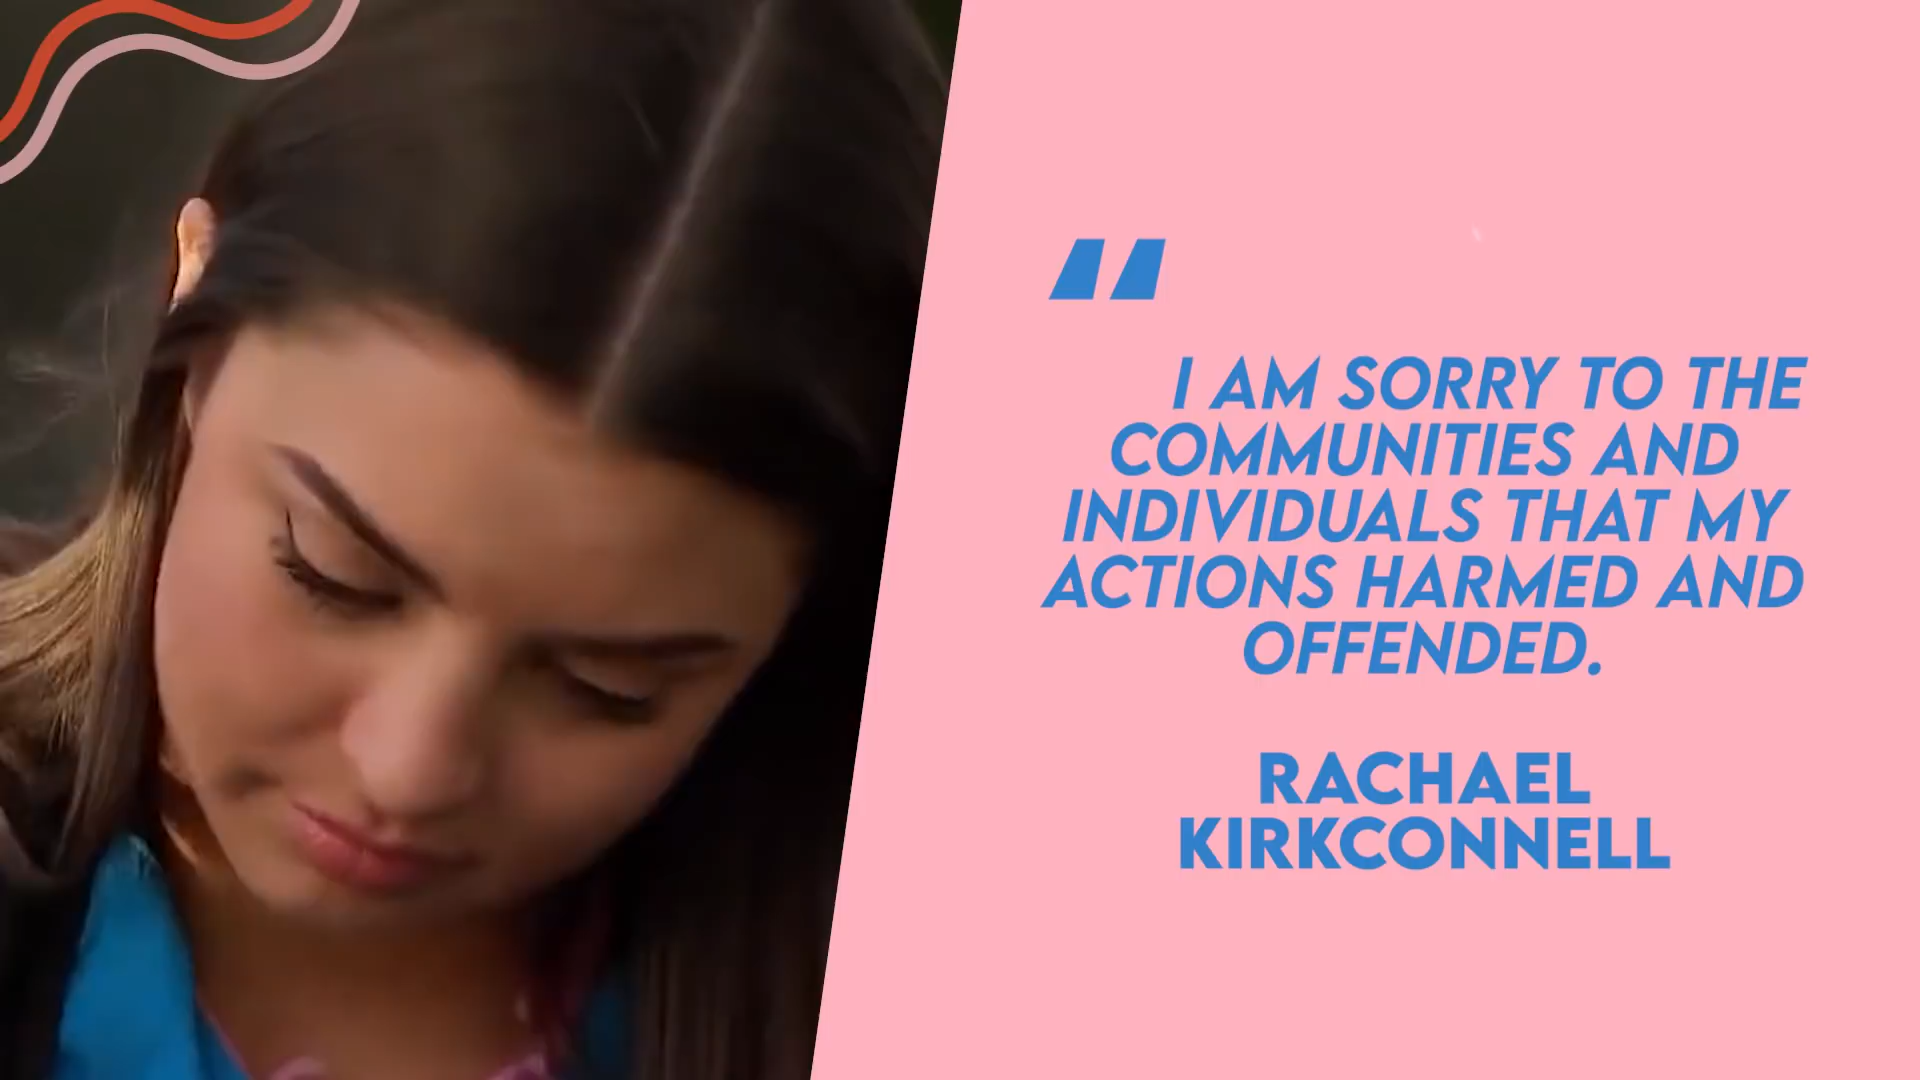 “
I AM SORRY TO THE
COMMUNITIES AND
INDIVIDUALS THAT MY
ACTIONS HARMED AND
OFFENDED.
RACHAEL
KIRKCONNELL